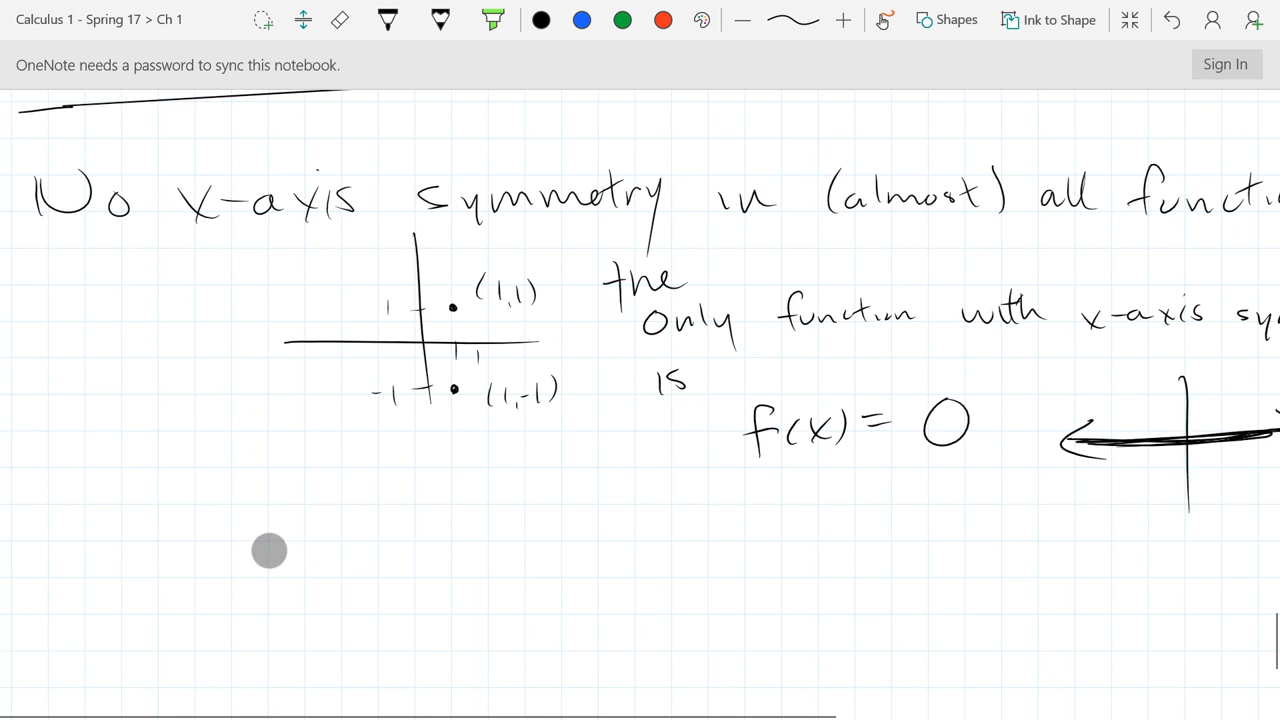 Calculus 1 - Spring 17 > Ch 1
Shapes
Ink to Shape
OneNote needs a password to sync this notebook.
Sign In
No x-axis symmetry in (almost) all functi
1 (1,1)
-1 1 (1,-1)
the
only function with x-axis sy
is
f(x) = 0